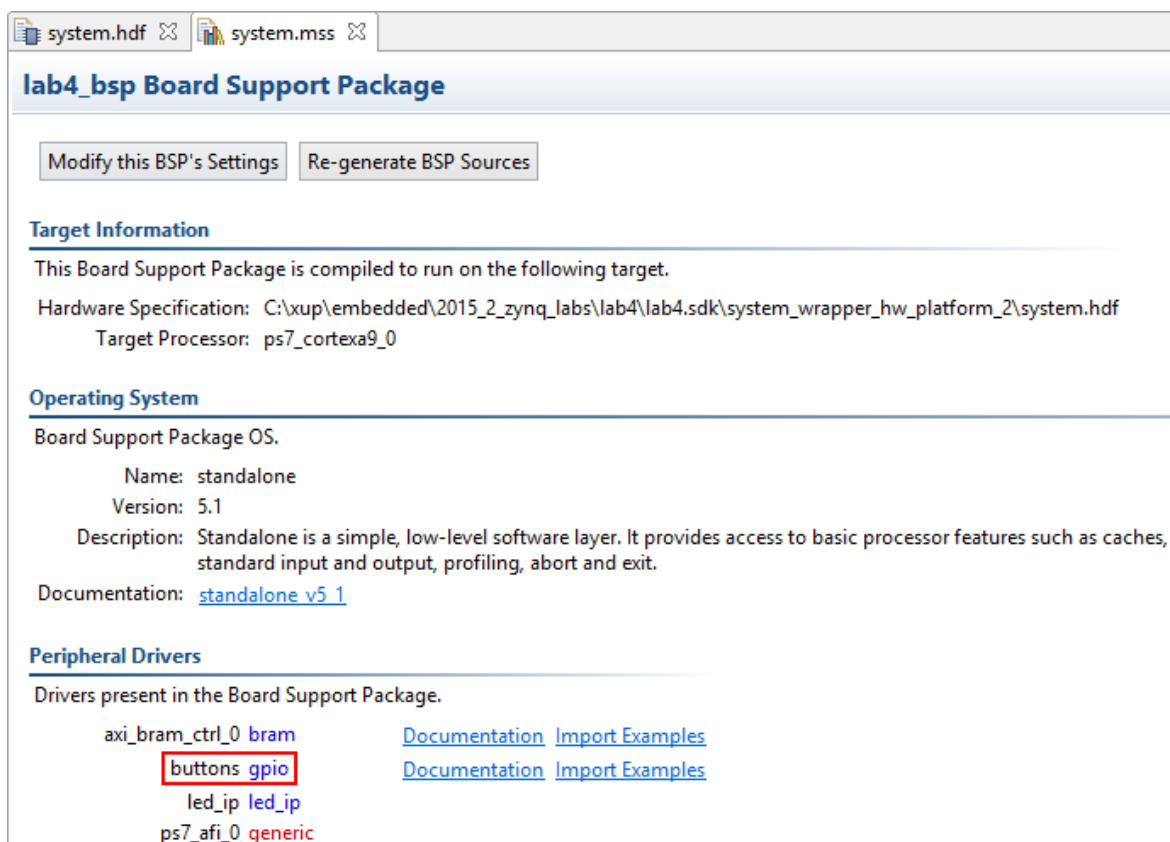 system.hdf system.mss
lab4_bsp Board Support Package
Modify this BSP's Settings Re-generate BSP Sources
Target Information
This Board Support Package is compiled to run on the following target.
Hardware Specification: C:\xup\embedded\2015_2_zynq_labs\lab4\lab4.sdk\system_wrapper_hw_platform_2\system.hdf
Target Processor: ps7_cortexa9_0
Operating System
Board Support Package OS.
Name: standalone
Version: 5.1
Description: Standalone is a simple, low-level software layer. It provides access to basic processor features such as caches,
standard input and output, profiling, abort and exit.
Documentation: standalone_v5_1
Peripheral Drivers
Drivers present in the Board Support Package.
axi_bram_ctrl_0 bram Documentation Import Examples
buttons gpio Documentation Import Examples
led_ip led_ip
ps7_afi_0 generic